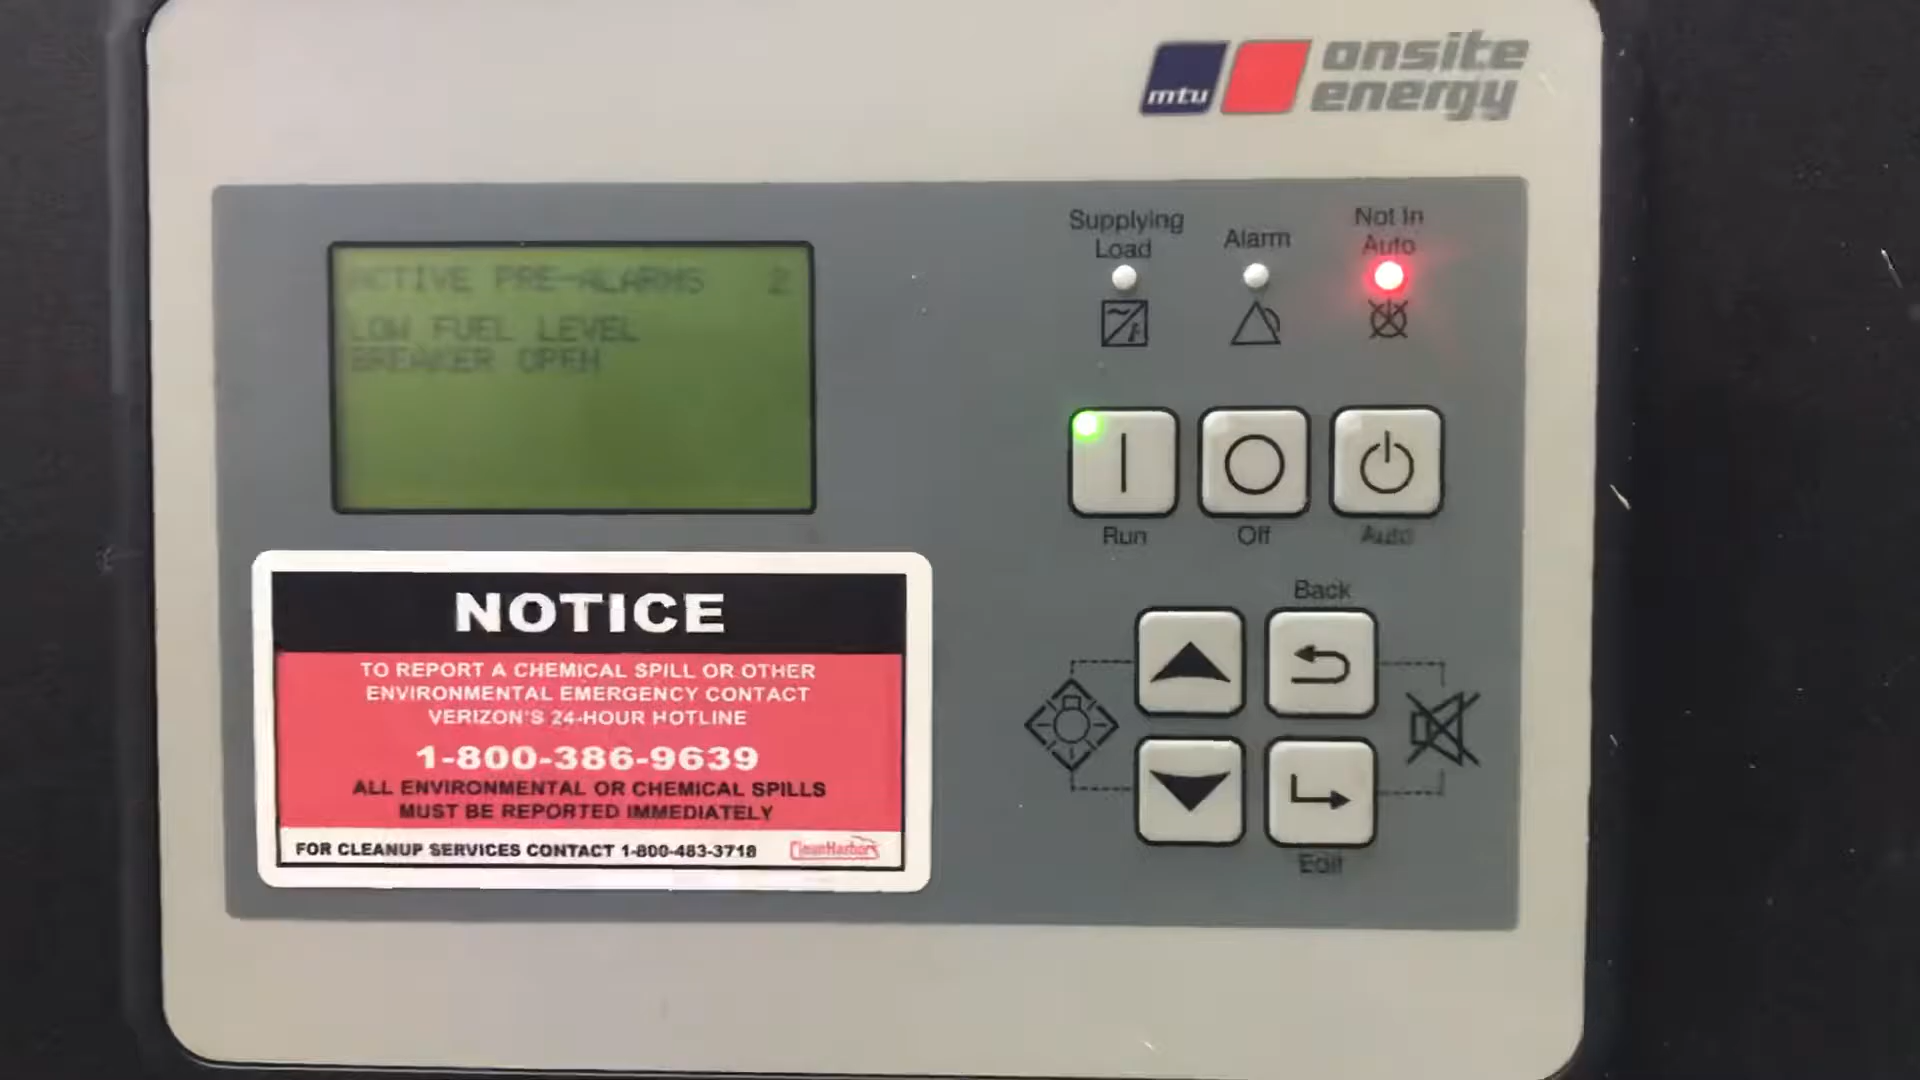 mtu onsite
energy
ACTIVE PRE-ALARMS 2
LOW FUEL LEVEL
BREAKER OPEN
Supplying
Load
Alarm
Not In
Auto
Run
Off
Auto
Back
Edit
NOTICE
TO REPORT A CHEMICAL SPILL OR OTHER
ENVIRONMENTAL EMERGENCY CONTACT
VERIZON'S 24-HOUR HOTLINE
1-800-386-9639
ALL ENVIRONMENTAL OR CHEMICAL SPILLS
MUST BE REPORTED IMMEDIATELY
FOR CLEANUP SERVICES CONTACT 1-800-483-3718
CleanHarbors